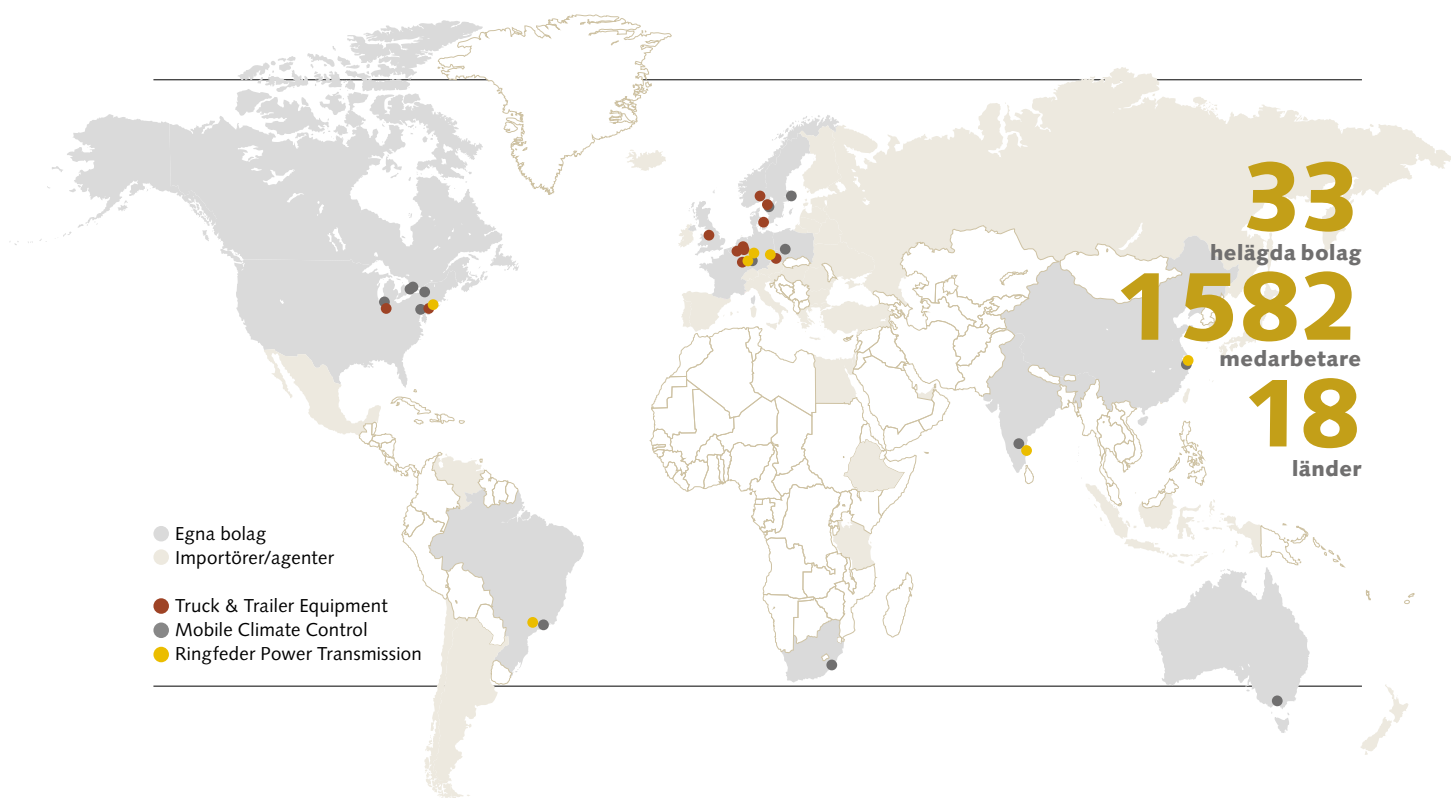 33
helägda bolag
1582
medarbetare
18
länder
Egna bolag
Importörer/agenter
Truck & Trailer Equipment
Mobile Climate Control
Ringfeder Power Transmission